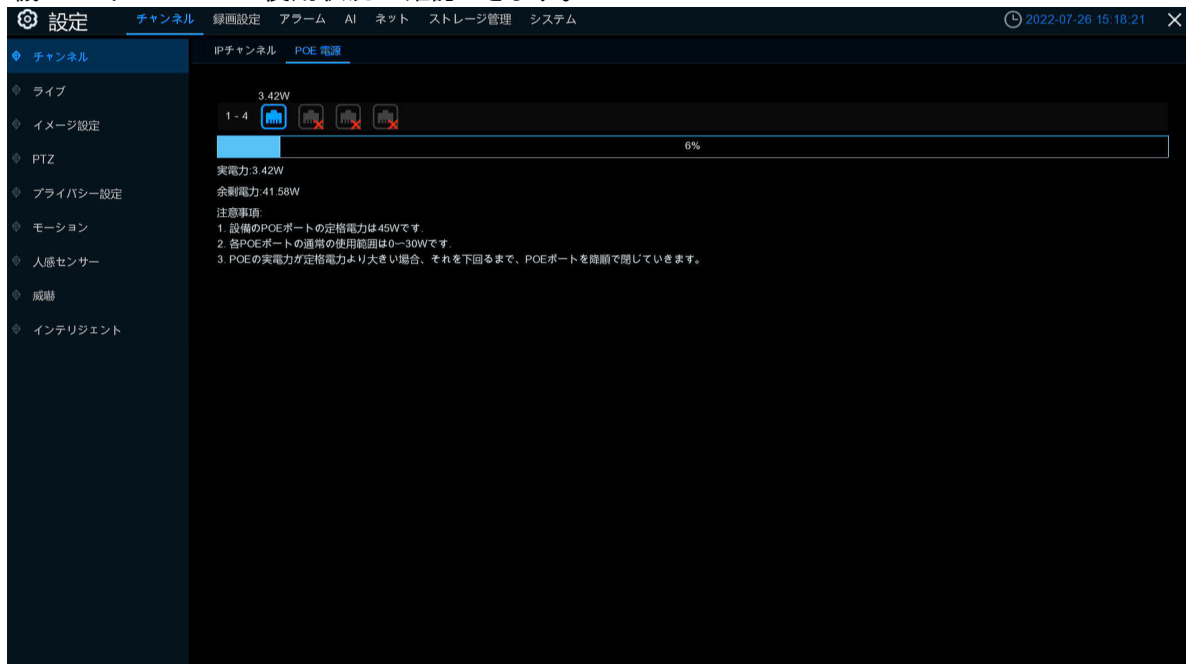 設定 チャンネル 録画設定 アラーム AI ネット ストレージ管理 システム 2022-07-26 15:18:21
チャンネル IPチャンネル POE 電源
ライブ
イメージ設定
PTZ
プライバシー設定
モーション
人感センサー
威嚇
インテリジェント
3.42W
1 - 4
6%
実電力:3.42W
余剰電力:41.58W
注意事項:
1. 設備のPOEポートの定格電力は45Wです.
2. 各POEポートの通常の使用範囲は0~30Wです.
3. POEの実電力が定格電力より大きい場合、それを下回るまで、POEポートを降順で閉じていきます。